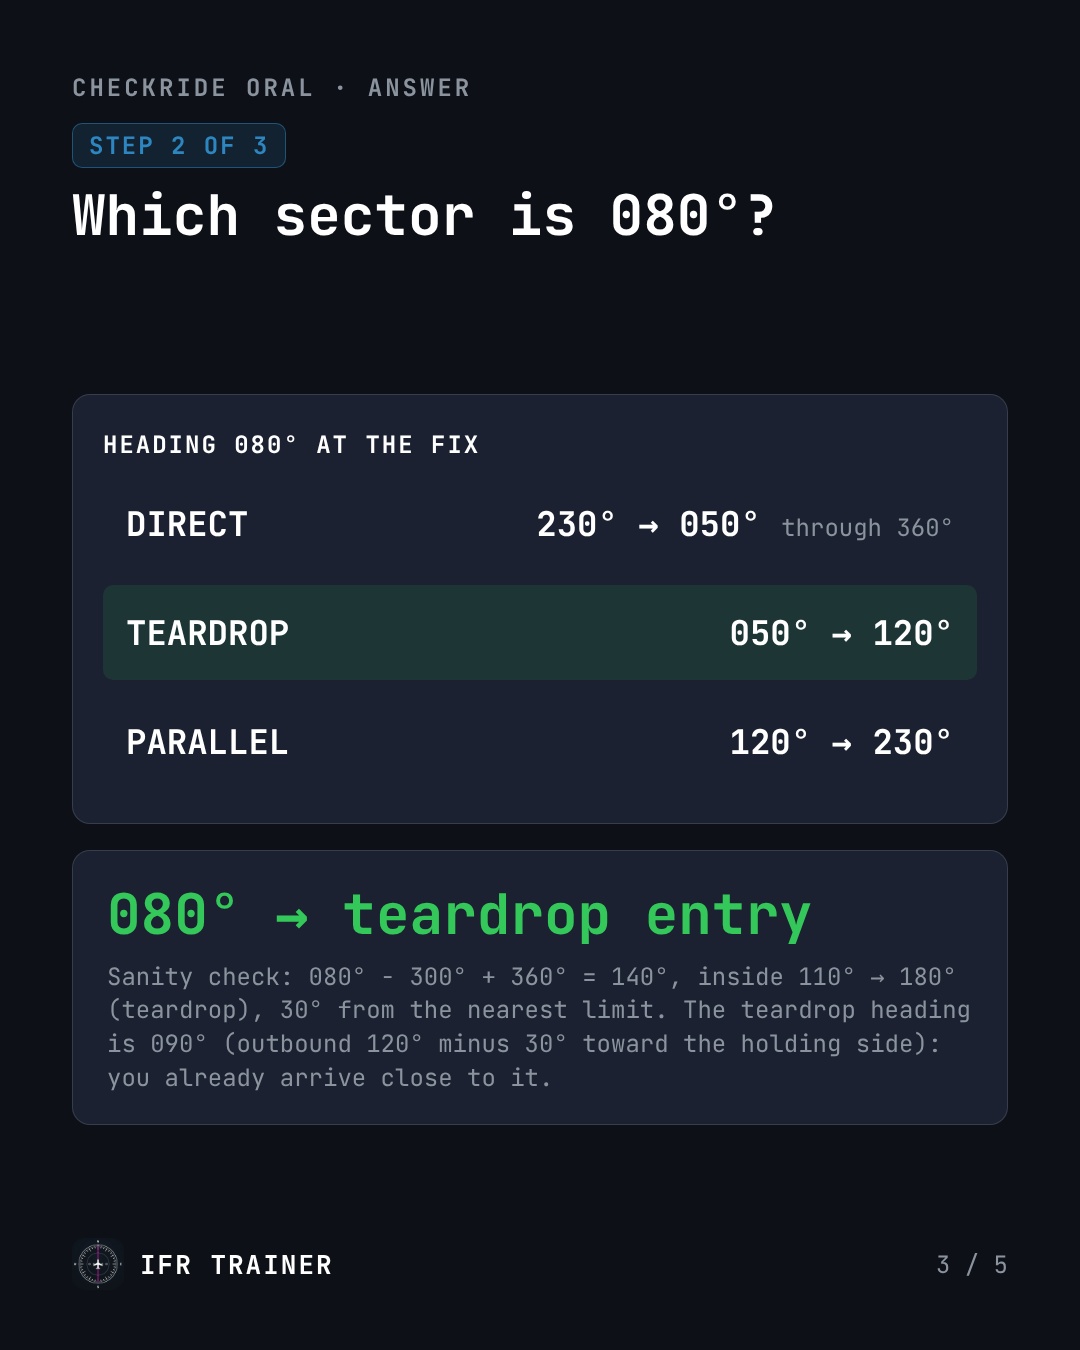 CHECKRIDE ORAL · ANSWER
STEP 2 OF 3
Which sector is 080°?
HEADING 080° AT THE FIX
DIRECT 230° → 050° through 360°
TEARDROP 050° → 120°
PARALLEL 120° → 230°
080° → teardrop entry
Sanity check: 080° - 300° + 360° = 140°, inside 110° → 180°
(teardrop), 30° from the nearest limit. The teardrop heading
is 090° (outbound 120° minus 30° toward the holding side):
you already arrive close to it.
IFR TRAINER
3 / 5